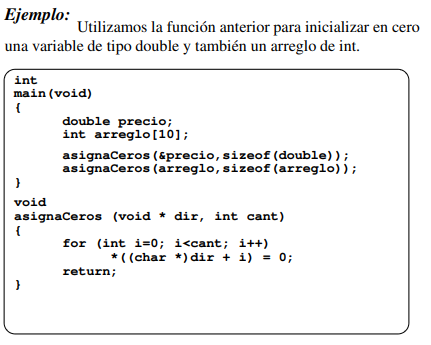 Ejemplo:
Utilizamos la función anterior para inicializar en cero
una variable de tipo double y también un arreglo de int.
int
main(void)
{
double precio;
int arreglo[10];
asignaCeros(&precio,sizeof(double));
asignaCeros(arreglo,sizeof(arreglo));
}
void
asignaCeros (void * dir, int cant)
{
for (int i=0; i<cant; i++)
*((char *)dir + i) = 0;
return;
}